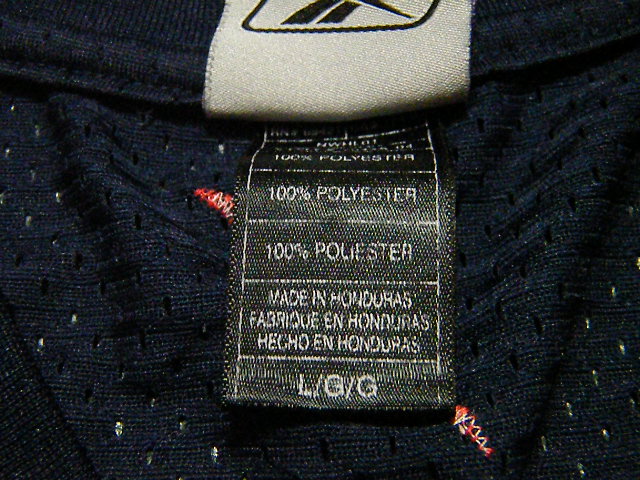 100% POLYESTER
100% POLYESTER
100% POLIESTER
MADE IN HONDURAS
FABRIQUE EN HONDURAS
HECHO EN HONDURAS
L/G/G